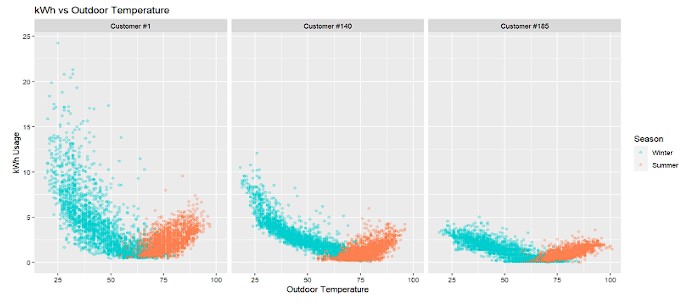 kWh vs Outdoor Temperature
Customer #1
Customer #140
Customer #185
kWh Usage
25
20
15
10
5
0
25
50
75
100
25
50
75
100
25
50
75
100
Outdoor Temperature
Season
Winter
Summer